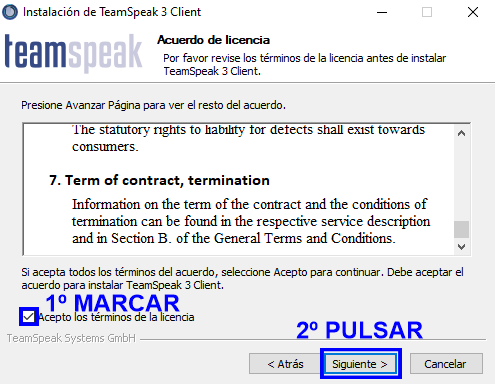 Instalación de TeamSpeak 3 Client
teamspeak
Acuerdo de licencia
Por favor revise los términos de la licencia antes de instalar
TeamSpeak 3 Client.
Presione Avanzar Página para ver el resto del acuerdo.
The statutory rights to liability for defects shall exist towards
consumers.
7. Term of contract, termination
Information on the term of the contract and the conditions of
termination can be found in the respective service description
and in Section B. of the General Terms and Conditions.
Si acepta todos los términos del acuerdo, seleccione Acepto para continuar. Debe aceptar el
acuerdo para instalar TeamSpeak 3 Client.
1º MARCAR
Acepto los términos de la licencia
TeamSpeak Systems GmbH
2º PULSAR
< Atrás
Siguiente >
Cancelar